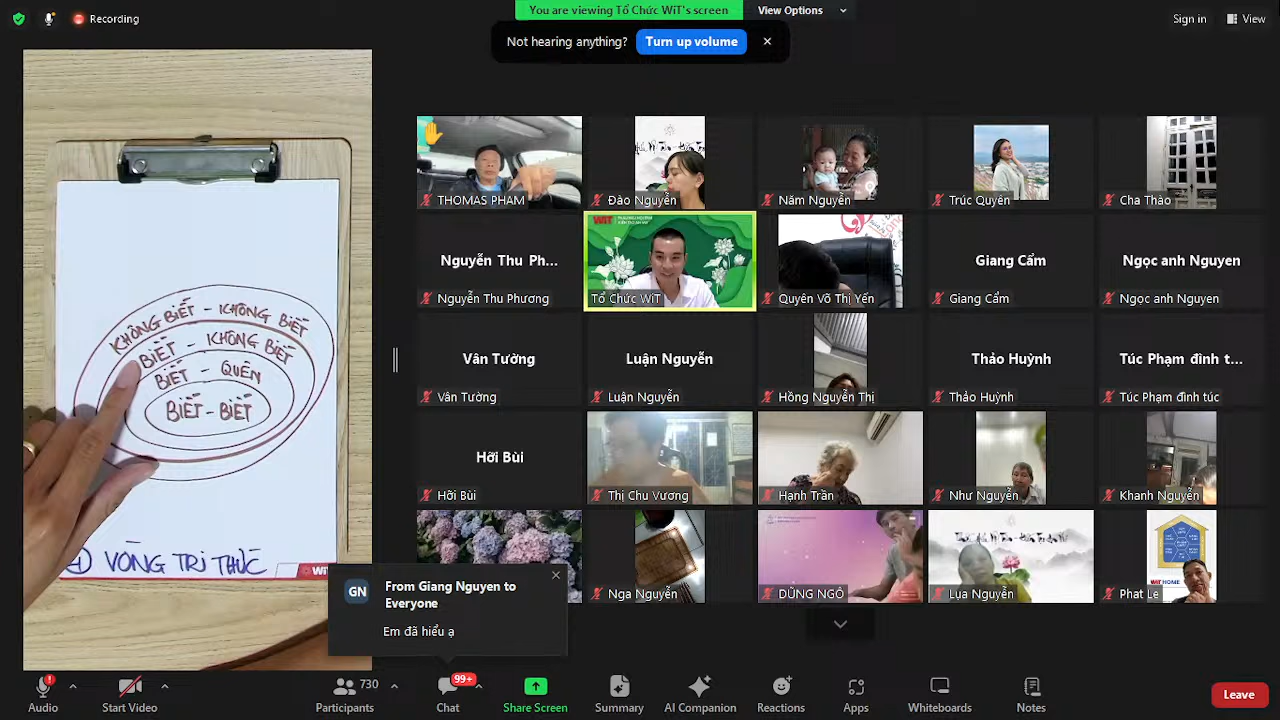 Recording
You are viewing Tổ Chức WiT's screen
View Options
Sign in
View
Not hearing anything?
Turn up volume
KHÔNG BIẾT - KHÔNG BIẾT
BIẾT - KHÔNG BIẾT
BIẾT - QUÊN
BIẾT - BIẾT
VÒNG TRI THỨC
THOMAS PHAM
Đào Nguyễn
Năm Nguyễn
Trúc Quyên
Cha Thảo
Nguyễn Thu Ph...
Nguyễn Thu Phương
WiT
Tổ Chức WiT
Quyên Võ Thị Yến
Giang Cẩm
Giang Cẩm
Ngọc anh Nguyen
Ngọc anh Nguyen
Vân Tường
Vân Tường
Luận Nguyễn
Luận Nguyễn
Thảo Huỳnh
Thảo Huỳnh
Túc Phạm đình t...
Túc Phạm đình túc
Hởi Bùi
Hởi Bùi
Thị Chu Vương
Hạnh Trần
Như Nguyễn
Khanh Nguyễn
Nga Nguyễn
DŨNG NGÔ
Lụa Nguyễn
WiT HOME
Phat Le
GN
From Giang Nguyen to
Everyone
Em đã hiểu ạ
Audio
Start Video
730
Participants
99+
Chat
Share Screen
Summary
AI Companion
Reactions
Apps
Whiteboards
Notes
Leave